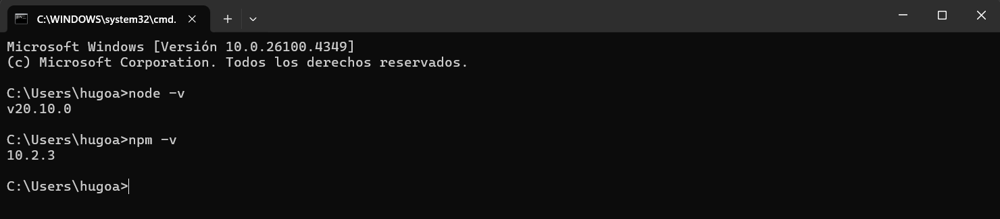 C:\WINDOWS\system32\cmd.
Microsoft Windows [Versión 10.0.26100.4349]
(c) Microsoft Corporation. Todos los derechos reservados.
C:\Users\hugoa>node -v
v20.10.0
C:\Users\hugoa>npm -v
10.2.3
C:\Users\hugoa>